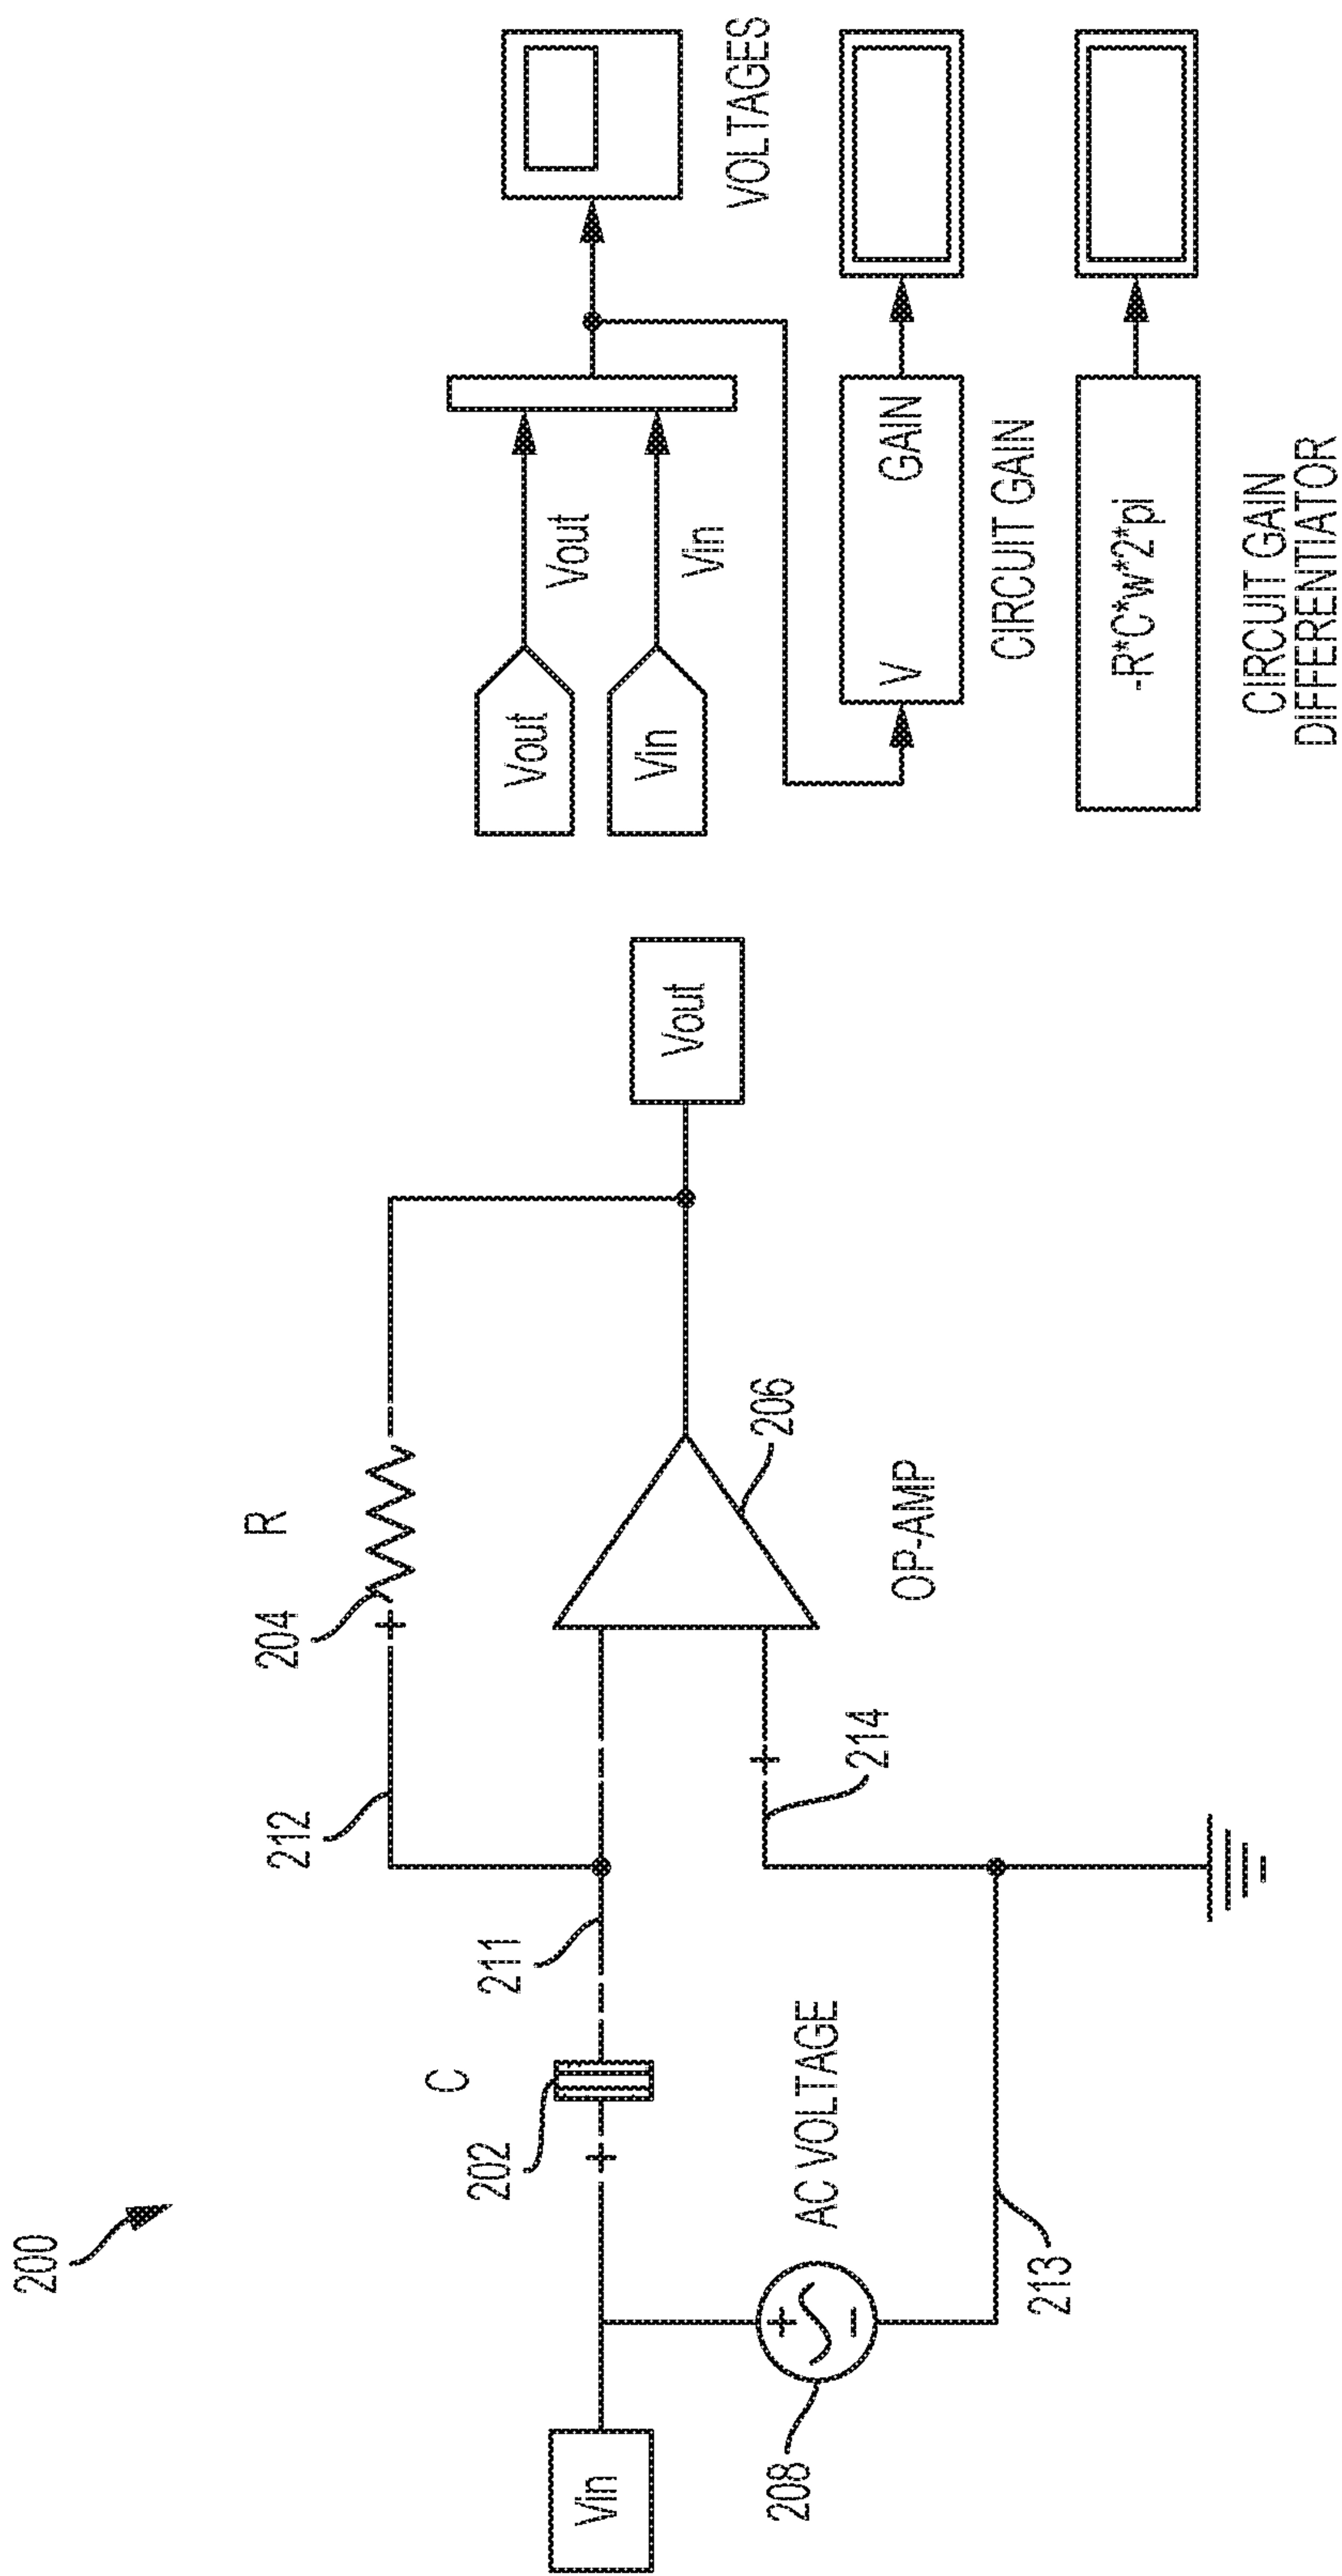 200
Vin
208
AC VOLTAGE
213
C
202
211
212
204
R
214
206
OP-AMP
Vout
Vout
Vin
Vout
Vin
VOLTAGES
V GAIN
CIRCUIT GAIN
-R*C*w*2*pi
CIRCUIT GAIN
DIFFERENTIATOR